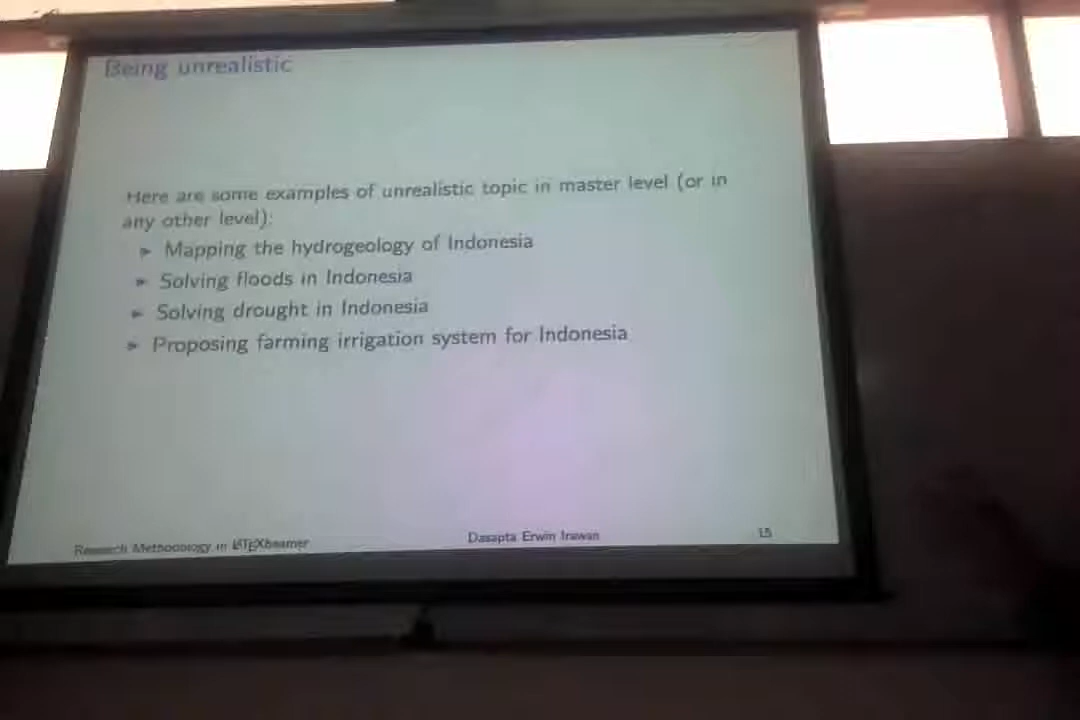 Being unrealistic
Here are some examples of unrealistic topic in master level (or in
any other level):
► Mapping the hydrogeology of Indonesia
► Solving floods in Indonesia
► Solving drought in Indonesia
► Proposing farming irrigation system for Indonesia
Research Methodology in LATEXbeamer
Dasapta Erwin Irawan
15